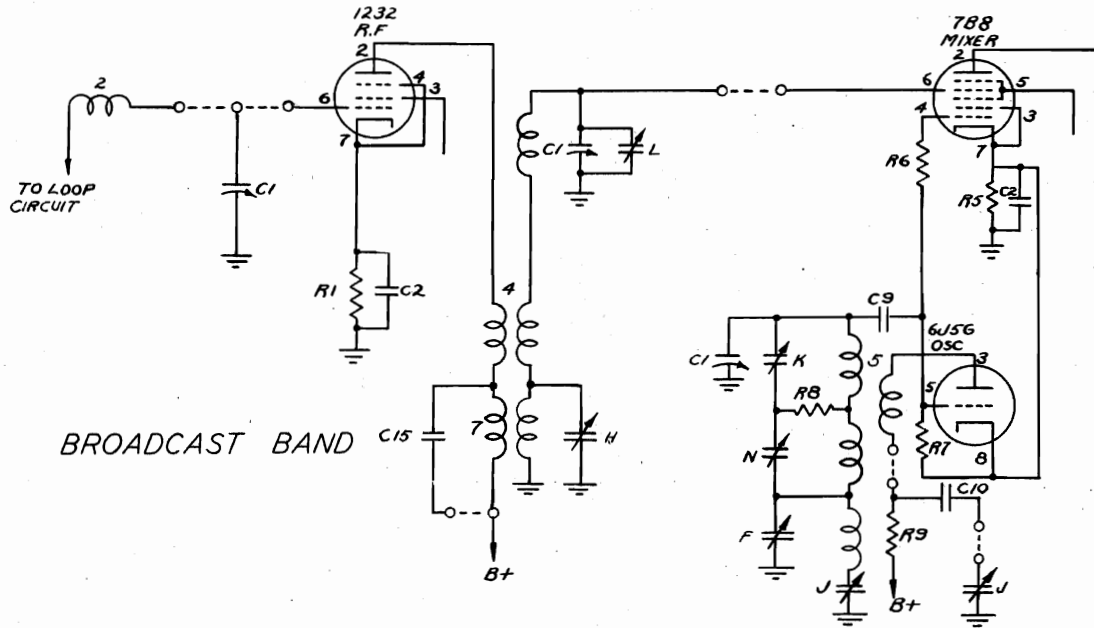 1232
R.F
2
4
3
6
7
2
TO LOOP
CIRCUIT
C1
R1
C2
4
C1
L
7B8
MIXER
2
6
5
4
3
7
R6
R5
C2
C9
6J5G
OSC
3
5
8
R7
C1
K
5
R8
N
F
J
C10
R9
B+
J
BROADCAST BAND
C15
7
H
B+